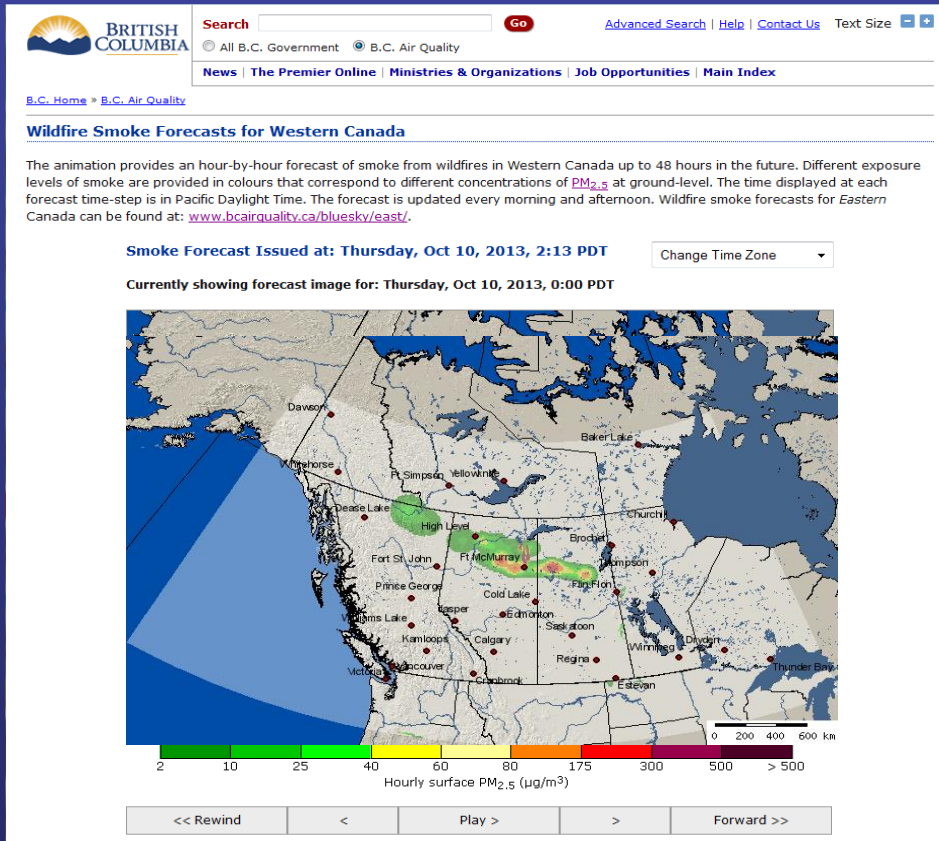 BRITISH
COLUMBIA
Search
Go
Advanced Search | Help | Contact Us Text Size
All B.C. Government B.C. Air Quality
News | The Premier Online | Ministries & Organizations | Job Opportunities | Main Index
B.C. Home » B.C. Air Quality
Wildfire Smoke Forecasts for Western Canada
The animation provides an hour-by-hour forecast of smoke from wildfires in Western Canada up to 48 hours in the future. Different exposure
levels of smoke are provided in colours that correspond to different concentrations of PM2.5 at ground-level. The time displayed at each
forecast time-step is in Pacific Daylight Time. The forecast is updated every morning and afternoon. Wildfire smoke forecasts for Eastern
Canada can be found at: www.bcairquality.ca/bluesky/east/.
Smoke Forecast Issued at: Thursday, Oct 10, 2013, 2:13 PDT
Change Time Zone
Currently showing forecast image for: Thursday, Oct 10, 2013, 0:00 PDT
Dawson
Baker Lake
Whitehorse
Ft Simpson
Yellowknife
Dease Lake
Churchill
High Level
Brochet
Fort St. John
Ft McMurray
Thompson
Prince George
Flin Flon
Cold Lake
Jasper
Edmonton
Williams Lake
Saskatoon
Kamloops
Calgary
Dryden
Winnipeg
Vancouver
Regina
Thunder Bay
Victoria
Cranbrook
Estevan
0 200 400 600 km
2 10 25 40 60 80 175 300 500 > 500
Hourly surface PM2.5 (µg/m³)
<< Rewind < Play > > Forward >>